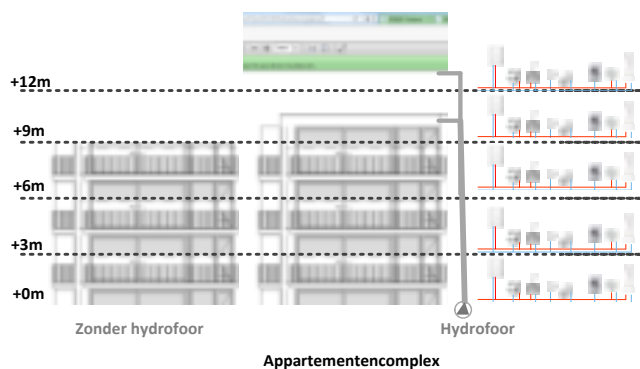 +12m
+9m
+6m
+3m
+0m
Zonder hydrofoor
Hydrofoor
Appartementencomplex